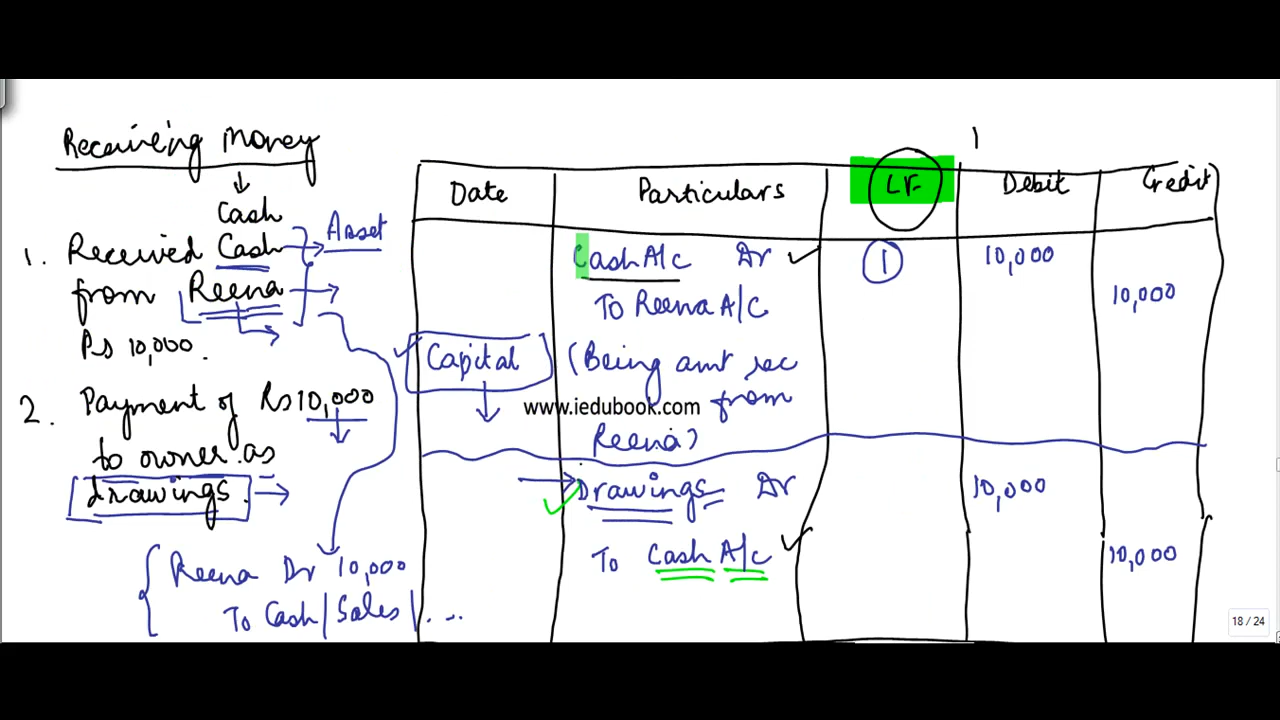 Receiving Money
Cash
1. Received Cash
Asset
from Reena
Rs 10,000.
2. Payment of Rs 10,000
to owner as
drawings.
Reena Dr 10,000
To Cash/Sales/...
1
Date Particulars L.F. Debit Credit
Cash A/c Dr 1 10,000
To Reena A/c 10,000
Capital
(Being amt rec
from
Reena)
www.iedubook.com
Drawings Dr 10,000
To Cash A/c 10,000
18 / 24